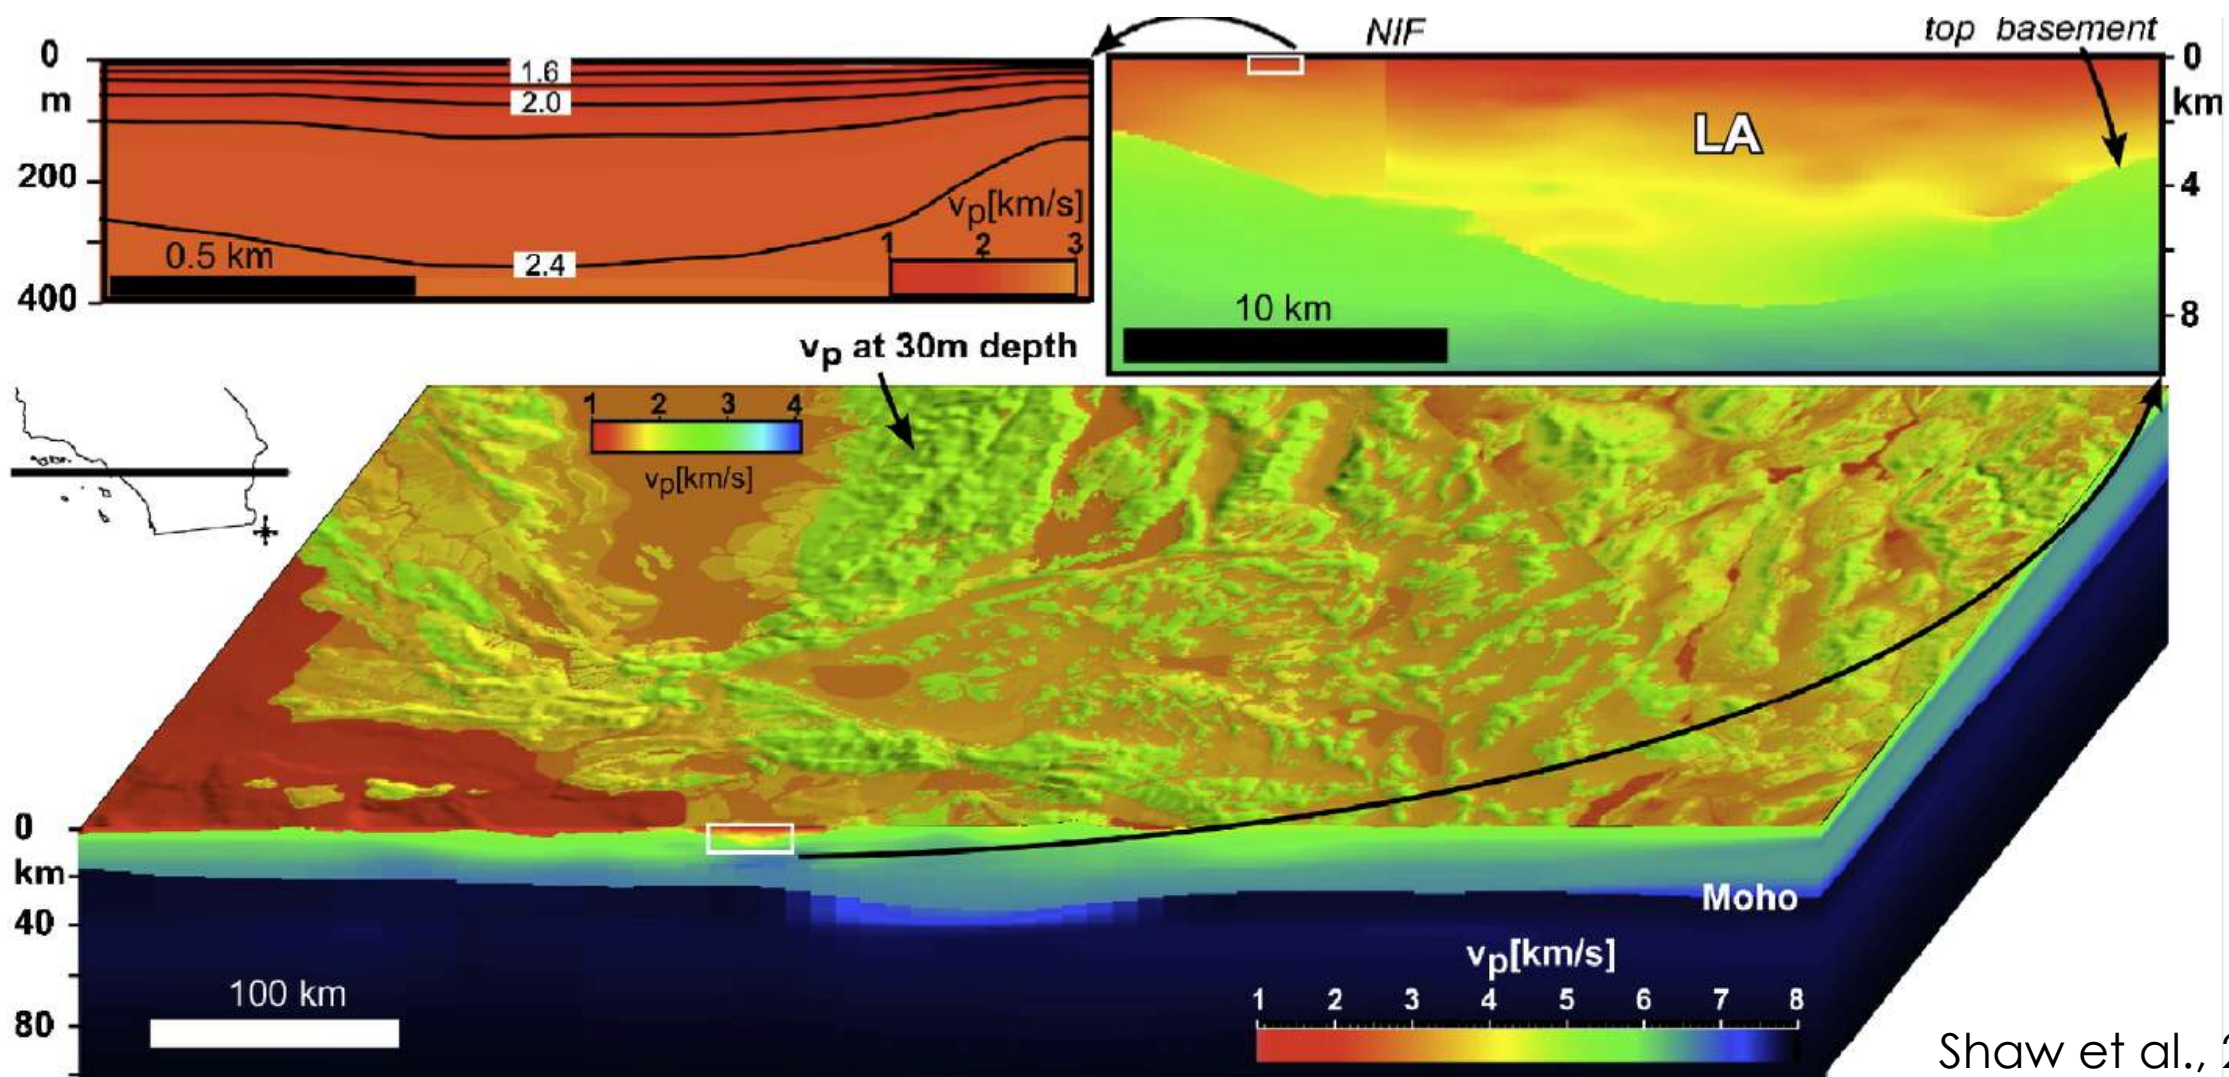 0
m
200
400
1.6
2.0
2.4
0.5 km
vp[km/s]
1 2 3
NIF
top basement
LA
10 km
0
km
4
8
vp at 30m depth
1 2 3 4
vp[km/s]
0
km
40
80
100 km
Moho
vp[km/s]
1 2 3 4 5 6 7 8
Shaw et al.,